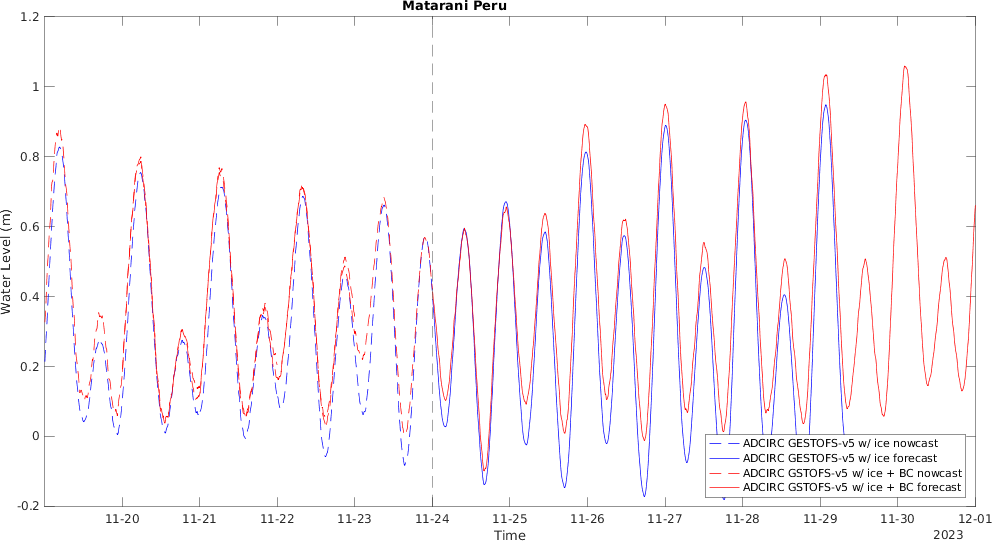 Matarani Peru
1.2
1
0.8
0.6
0.4
0.2
0
-0.2
Water Level (m)
ADCIRC GESTOFS-v5 w/ ice nowcast
ADCIRC GESTOFS-v5 w/ ice forecast
ADCIRC GSTOFS-v5 w/ ice + BC nowcast
ADCIRC GSTOFS-v5 w/ ice + BC forecast
11-20 11-21 11-22 11-23 11-24 11-25 11-26 11-27 11-28 11-29 11-30 12-01
Time
2023